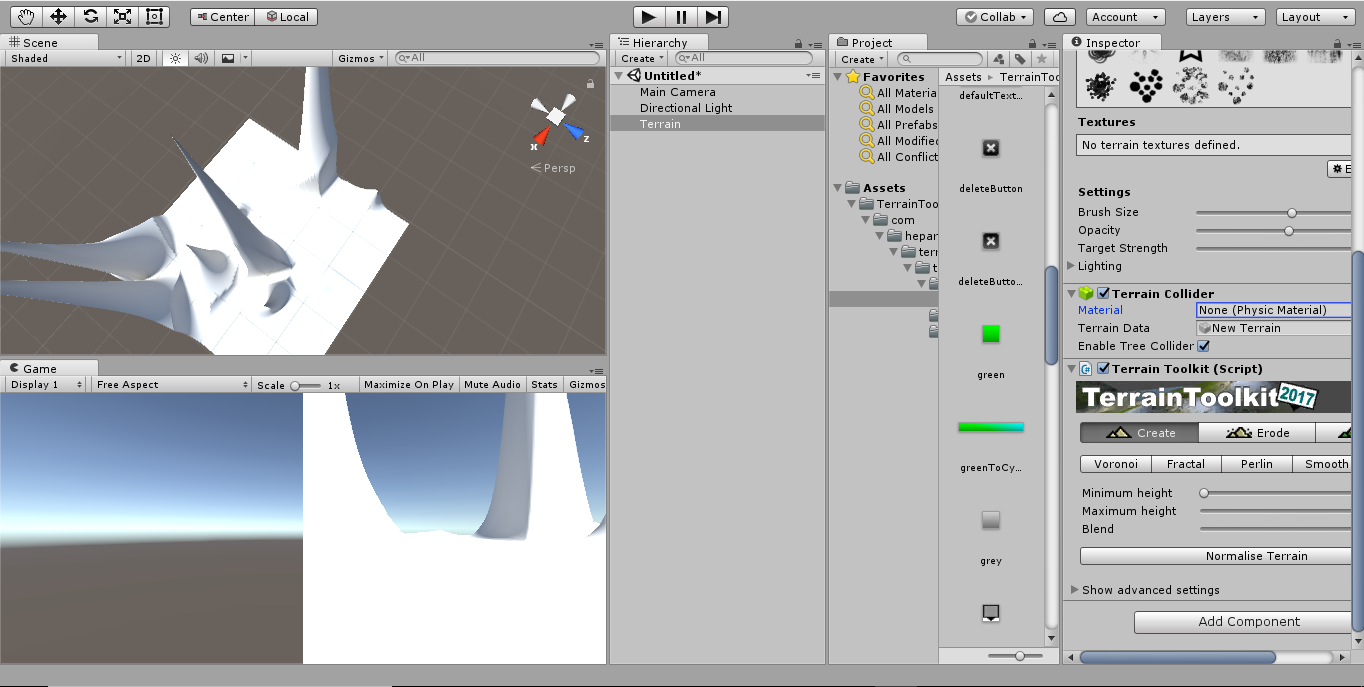 Center Local
Collab Account Layers Layout
Scene
Shaded 2D Gizmos All
x z
Persp
Game
Display 1 Free Aspect Scale 1x Maximize On Play Mute Audio Stats Gizmos
Hierarchy
Create All
Untitled*
Main Camera
Directional Light
Terrain
Project
Create
Favorites
All Materia
All Models
All Prefabs
All Modified
All Conflict
Assets
TerrainToo
com
hepar
terr
t
Assets ▸ TerrainToo
defaultText...
deleteButton
deleteButto...
green
greenToCy...
grey
Inspector
Textures
No terrain textures defined.
E
Settings
Brush Size
Opacity
Target Strength
Lighting
Terrain Collider
Material None (Physic Material)
Terrain Data New Terrain
Enable Tree Collider
Terrain Toolkit (Script)
TerrainToolkit 2017
Create Erode
Voronoi Fractal Perlin Smooth
Minimum height
Maximum height
Blend
Normalise Terrain
Show advanced settings
Add Component